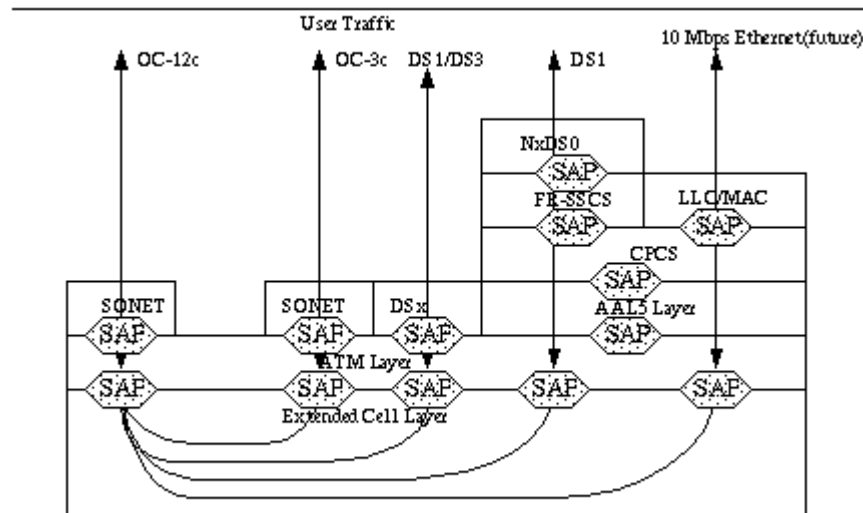 User Traffic
10 Mbps Ethernet(future)
OC-12c
OC-3c
DS1/DS3
DS1
NxDS0
SAP
FR-SSCS
LLC/MAC
SAP
SAP
CPCS
SAP
SONET
SONET
DSx
AAL5 Layer
SAP
SAP
SAP
SAP
ATM Layer
SAP
SAP
SAP
SAP
SAP
Extended Cell Layer